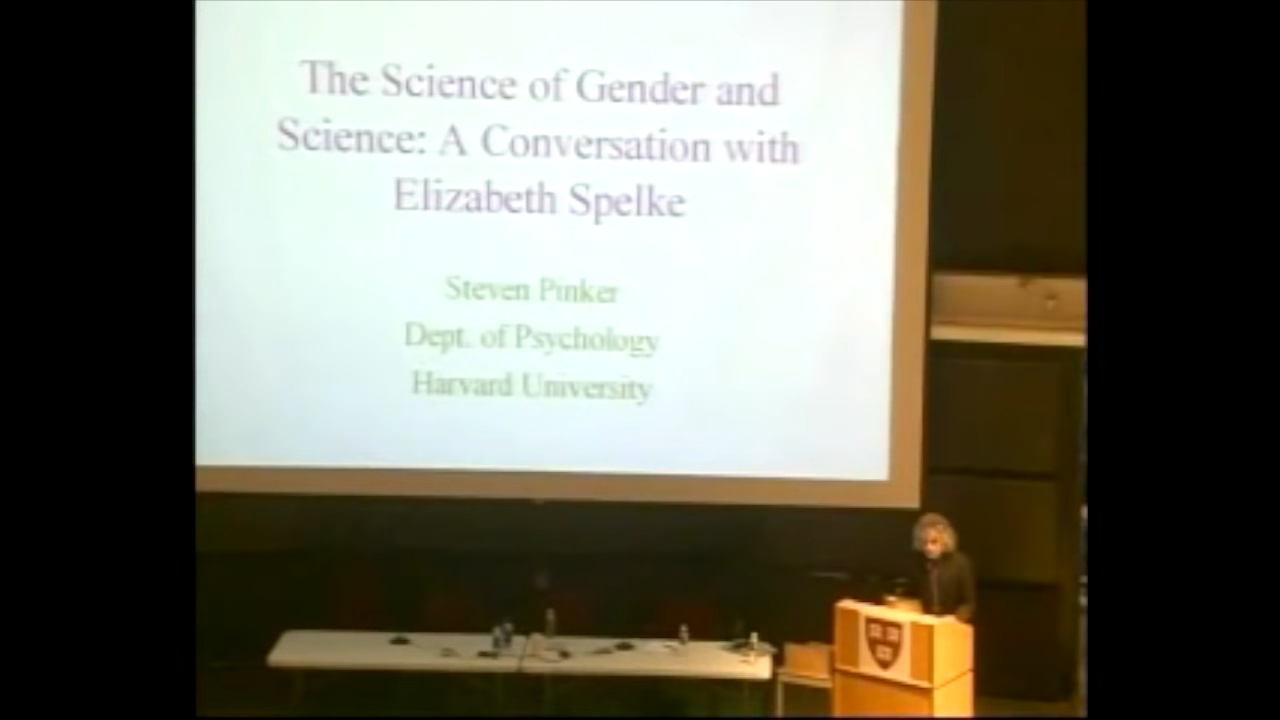 The Science of Gender and
Science: A Conversation with
Elizabeth Spelke
Steven Pinker
Dept. of Psychology
Harvard University